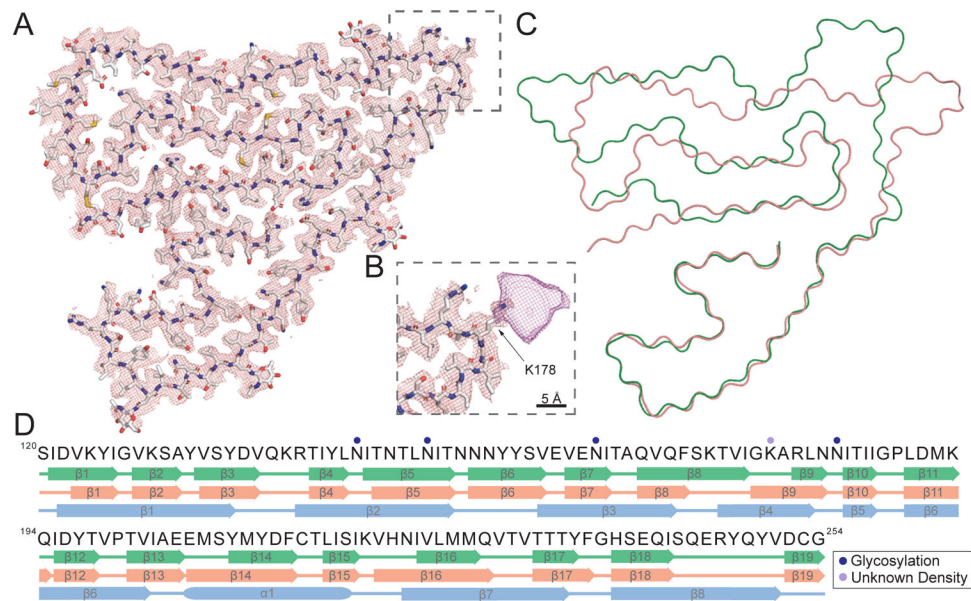 A
C
B
K178
5 Å
D
120 SIDVKYIGVKSAYVSYDVQKRTIYLNITNTLNITNNNYYSVEVENITAQVQFSKTVIGKARLNNITIIGPLDMK
β1 β2 β3 β4 β5 β6 β7 β8 β9 β10 β11
β1 β2 β3 β4 β5 β6 β7 β8 β9 β10 β11
β1 β2 β3 β4 β5 β6
194 QIDYTVPTVIAEEMSYMYDFCTLISIKVHNIVLMMQVTVTTTYFGHSEQISQERYQYVDCG 254
β12 β13 β14 β15 β16 β17 β18 β19
β12 β13 β14 β15 β16 β17 β18 β19
β6 α1 β7 β8
Glycosylation
Unknown Density